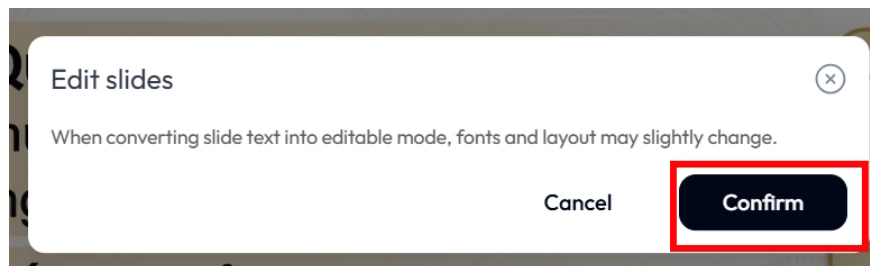 Edit slides
When converting slide text into editable mode, fonts and layout may slightly change.
Cancel
Confirm